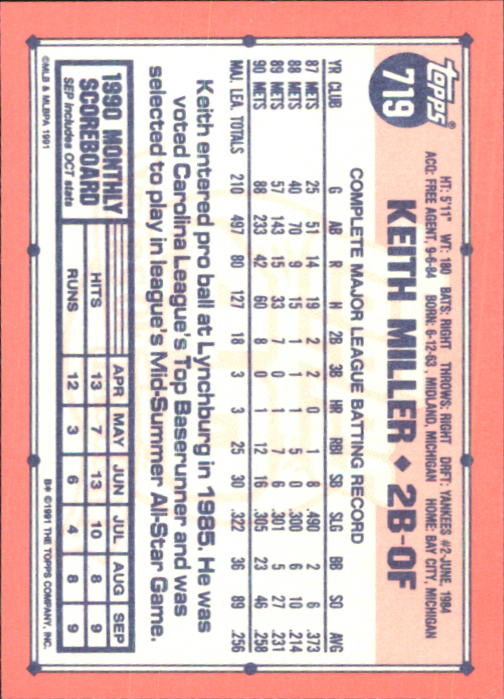 topps®
719
HT: 5'11" WT: 180 BATS: RIGHT THROWS: RIGHT DRFT: YANKEES #2-JUNE, 1984
ACQ: FREE AGENT, 9-6-84 BORN: 6-12-63, MIDLAND, MICHIGAN HOME: BAY CITY, MICHIGAN
KEITH MILLER ◆ 2B-OF
COMPLETE MAJOR LEAGUE BATTING RECORD
YR CLUB G AB R H 2B 3B HR RBI SB SLG BB SO AVG
87 METS 25 51 14 19 2 2 0 1 8 .490 2 6 .373
88 METS 40 70 9 15 1 1 1 5 0 .300 6 10 .214
89 METS 57 143 15 33 7 0 1 7 6 .301 5 27 .231
90 METS 88 233 42 60 8 0 1 12 16 .305 23 46 .258
MAJ. LEA. TOTALS 210 497 80 127 18 3 3 25 30 .322 36 89 .256
Keith entered pro ball at Lynchburg in 1985. He was
voted Carolina League's Top Baserunner and was
selected to play in league's Mid-Summer All-Star Game.
1990 MONTHLY
SCOREBOARD
SEP includes OCT stats
APR MAY JUN JUL AUG SEP
HITS 13 7 13 10 8 9
RUNS 12 3 6 4 8 9
©MLB & MLBPA 1991
B* ©1991 THE TOPPS COMPANY, INC.